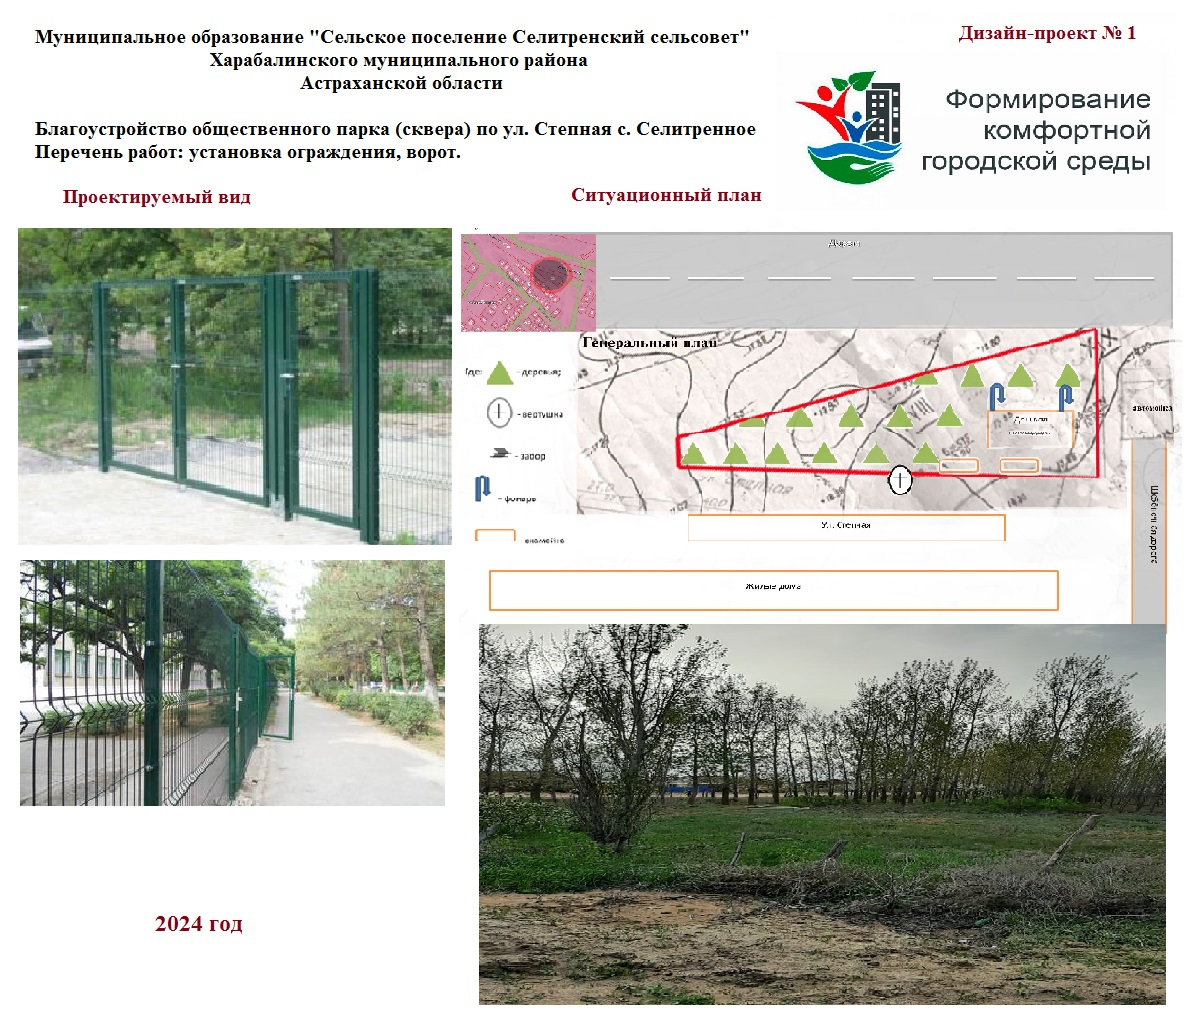 Муниципальное образование "Сельское поселение Селитренский сельсовет"
Харабалинского муниципального района
Астраханской области
Дизайн-проект № 1
Формирование
комфортной
городской среды
Благоустройство общественного парка (сквера) по ул. Степная с. Селитренное
Перечень работ: установка ограждения, ворот.
Проектируемый вид
Ситуационный план
Генеральный план
- деревья;
- вертушка
- забор
- фонарь
- скамейка
автомойка
Ул. Степная
Жилые дома
2024 год